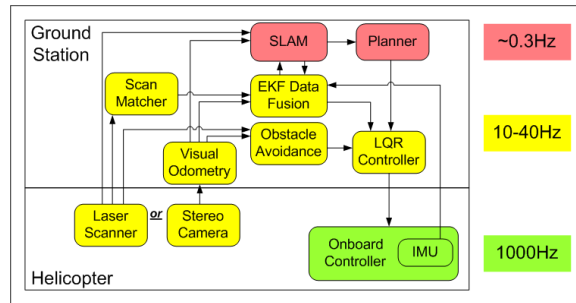 Ground
Station
SLAM
Planner
~0.3Hz
Scan
Matcher
EKF Data
Fusion
10-40Hz
Obstacle
Avoidance
LQR
Controller
Visual
Odometry
Laser
Scanner
or
Stereo
Camera
Onboard
Controller
IMU
1000Hz
Helicopter